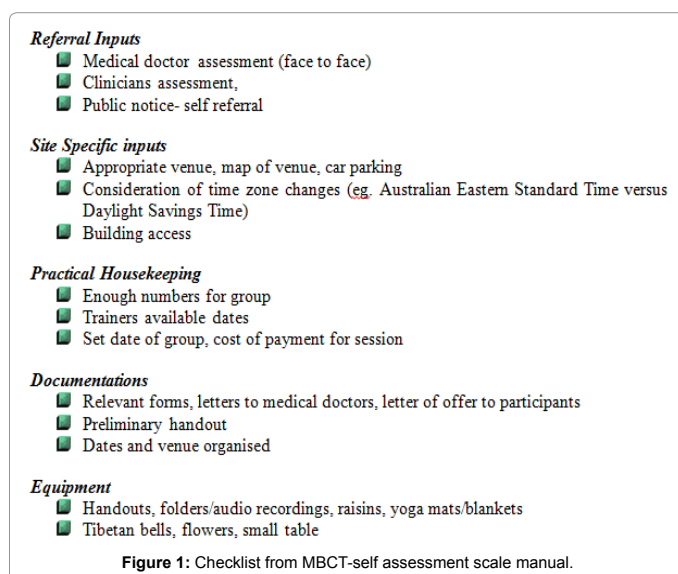 Referral Inputs
Medical doctor assessment (face to face)
Clinicians assessment,
Public notice- self referral
Site Specific inputs
Appropriate venue, map of venue, car parking
Consideration of time zone changes (eg. Australian Eastern Standard Time versus
Daylight Savings Time)
Building access
Practical Housekeeping
Enough numbers for group
Trainers available dates
Set date of group, cost of payment for session
Documentations
Relevant forms, letters to medical doctors, letter of offer to participants
Preliminary handout
Dates and venue organised
Equipment
Handouts, folders/audio recordings, raisins, yoga mats/blankets
Tibetan bells, flowers, small table
Figure 1: Checklist from MBCT-self assessment scale manual.